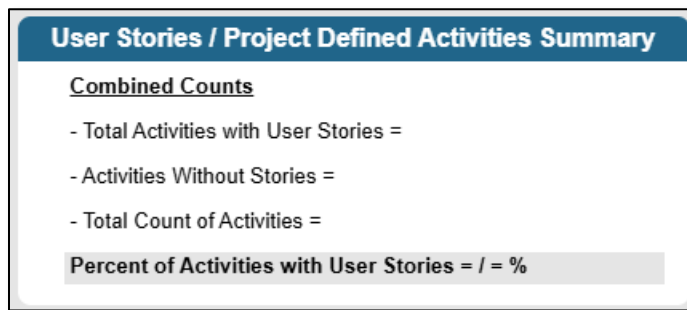 User Stories / Project Defined Activities Summary
Combined Counts
- Total Activities with User Stories =
- Activities Without Stories =
- Total Count of Activities =
Percent of Activities with User Stories = / = %